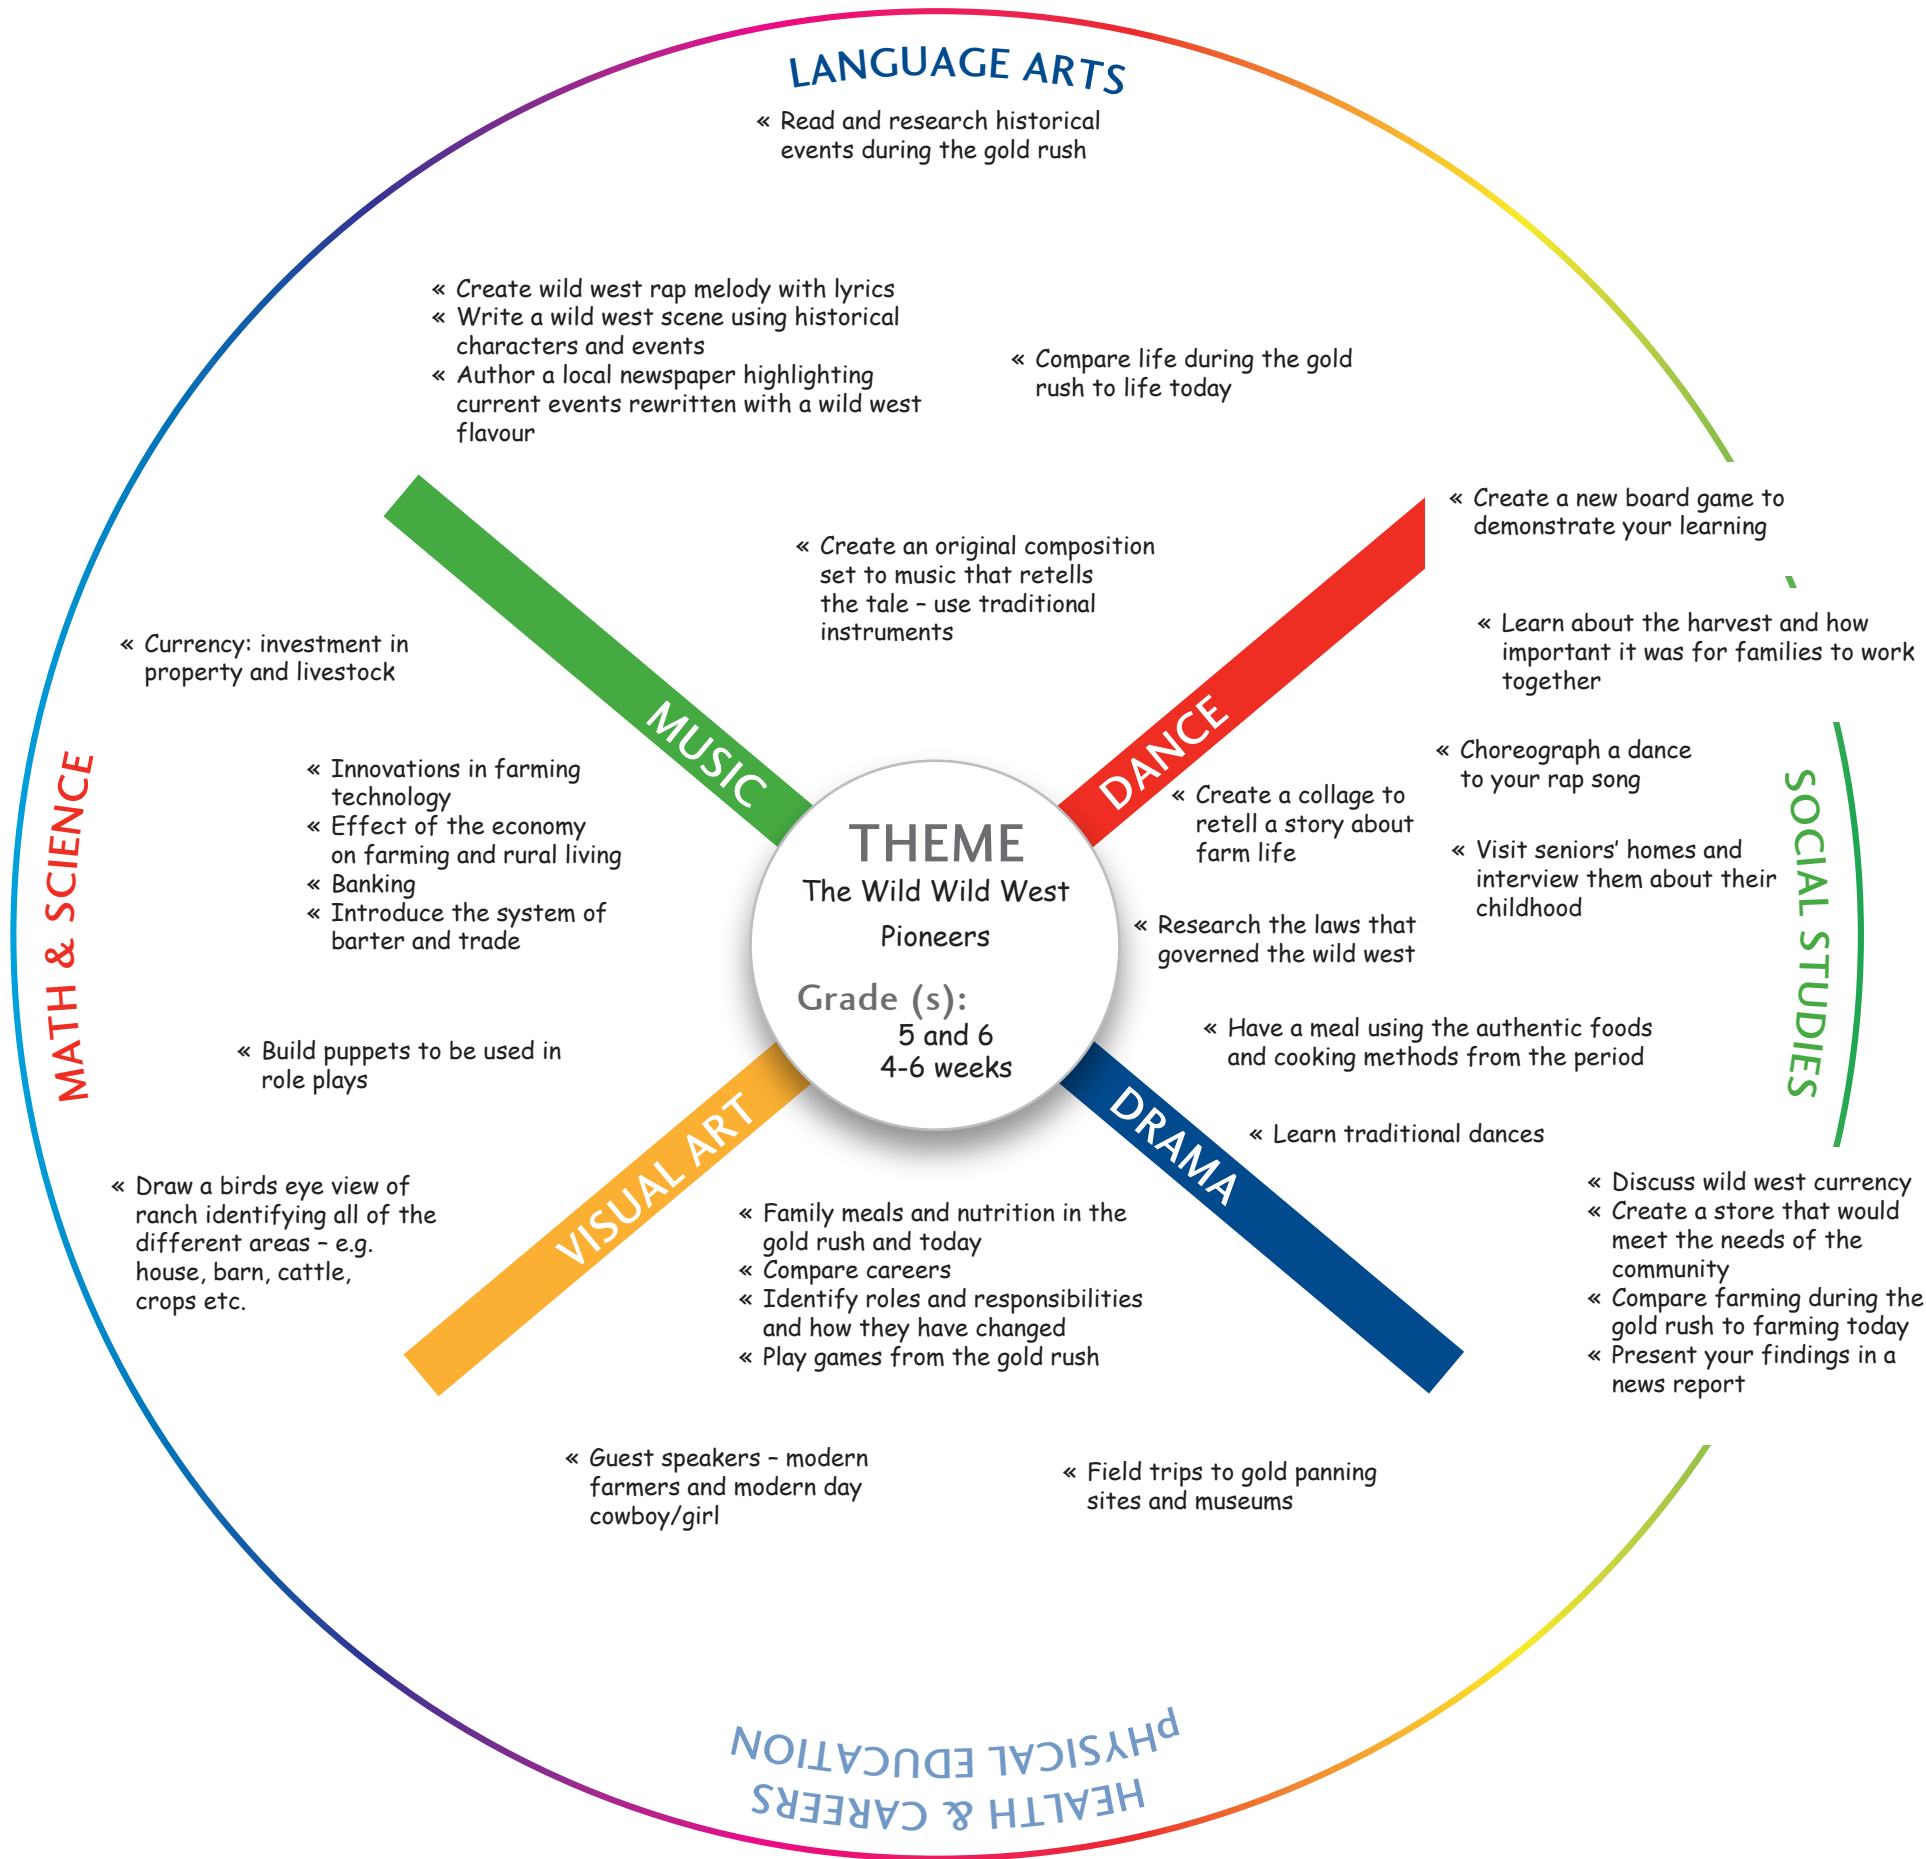 LANGUAGE ARTS
« Read and research historical
events during the gold rush
« Create wild west rap melody with lyrics
« Write a wild west scene using historical
characters and events
« Author a local newspaper highlighting
current events rewritten with a wild west
flavour
« Compare life during the gold
rush to life today
« Create an original composition
set to music that retells
the tale – use traditional
instruments
« Create a new board game to
demonstrate your learning
« Learn about the harvest and how
important it was for families to work
together
« Choreograph a dance
to your rap song
« Create a collage to
retell a story about
farm life
« Visit seniors’ homes and
interview them about their
childhood
« Research the laws that
governed the wild west
« Have a meal using the authentic foods
and cooking methods from the period
« Learn traditional dances
« Discuss wild west currency
« Create a store that would
meet the needs of the
community
« Compare farming during the
gold rush to farming today
« Present your findings in a
news report
SOCIAL STUDIES
MUSIC
DANCE
VISUAL ART
DRAMA
THEME
The Wild Wild West
Pioneers
Grade (s):
5 and 6
4-6 weeks
MATH & SCIENCE
« Currency: investment in
property and livestock
« Innovations in farming
technology
« Effect of the economy
on farming and rural living
« Banking
« Introduce the system of
barter and trade
« Build puppets to be used in
role plays
« Draw a birds eye view of
ranch identifying all of the
different areas – e.g.
house, barn, cattle,
crops etc.
« Family meals and nutrition in the
gold rush and today
« Compare careers
« Identify roles and responsibilities
and how they have changed
« Play games from the gold rush
« Guest speakers – modern
farmers and modern day
cowboy/girl
« Field trips to gold panning
sites and museums
HEALTH & CAREERS
pHYSICAL EDUCATION